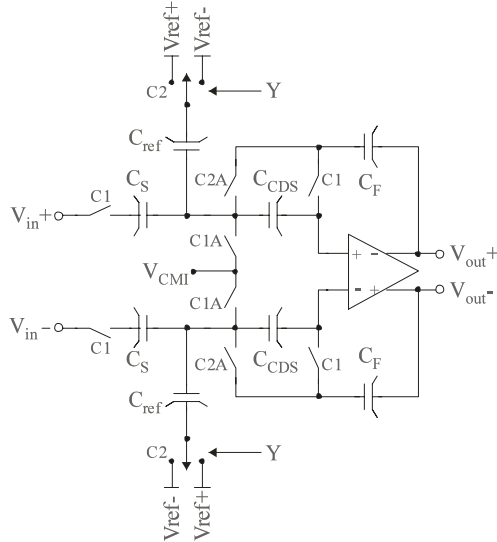 Vref+ Vref-
C2 Y
Cref
C1 CS C2A CCDS C1 CF
Vin+
C1A
+ - Vout+
VCMI
C1A
- + Vout-
Vin-
C1 CS C2A CCDS C1 CF
Cref
C2 Y
Vref- Vref+